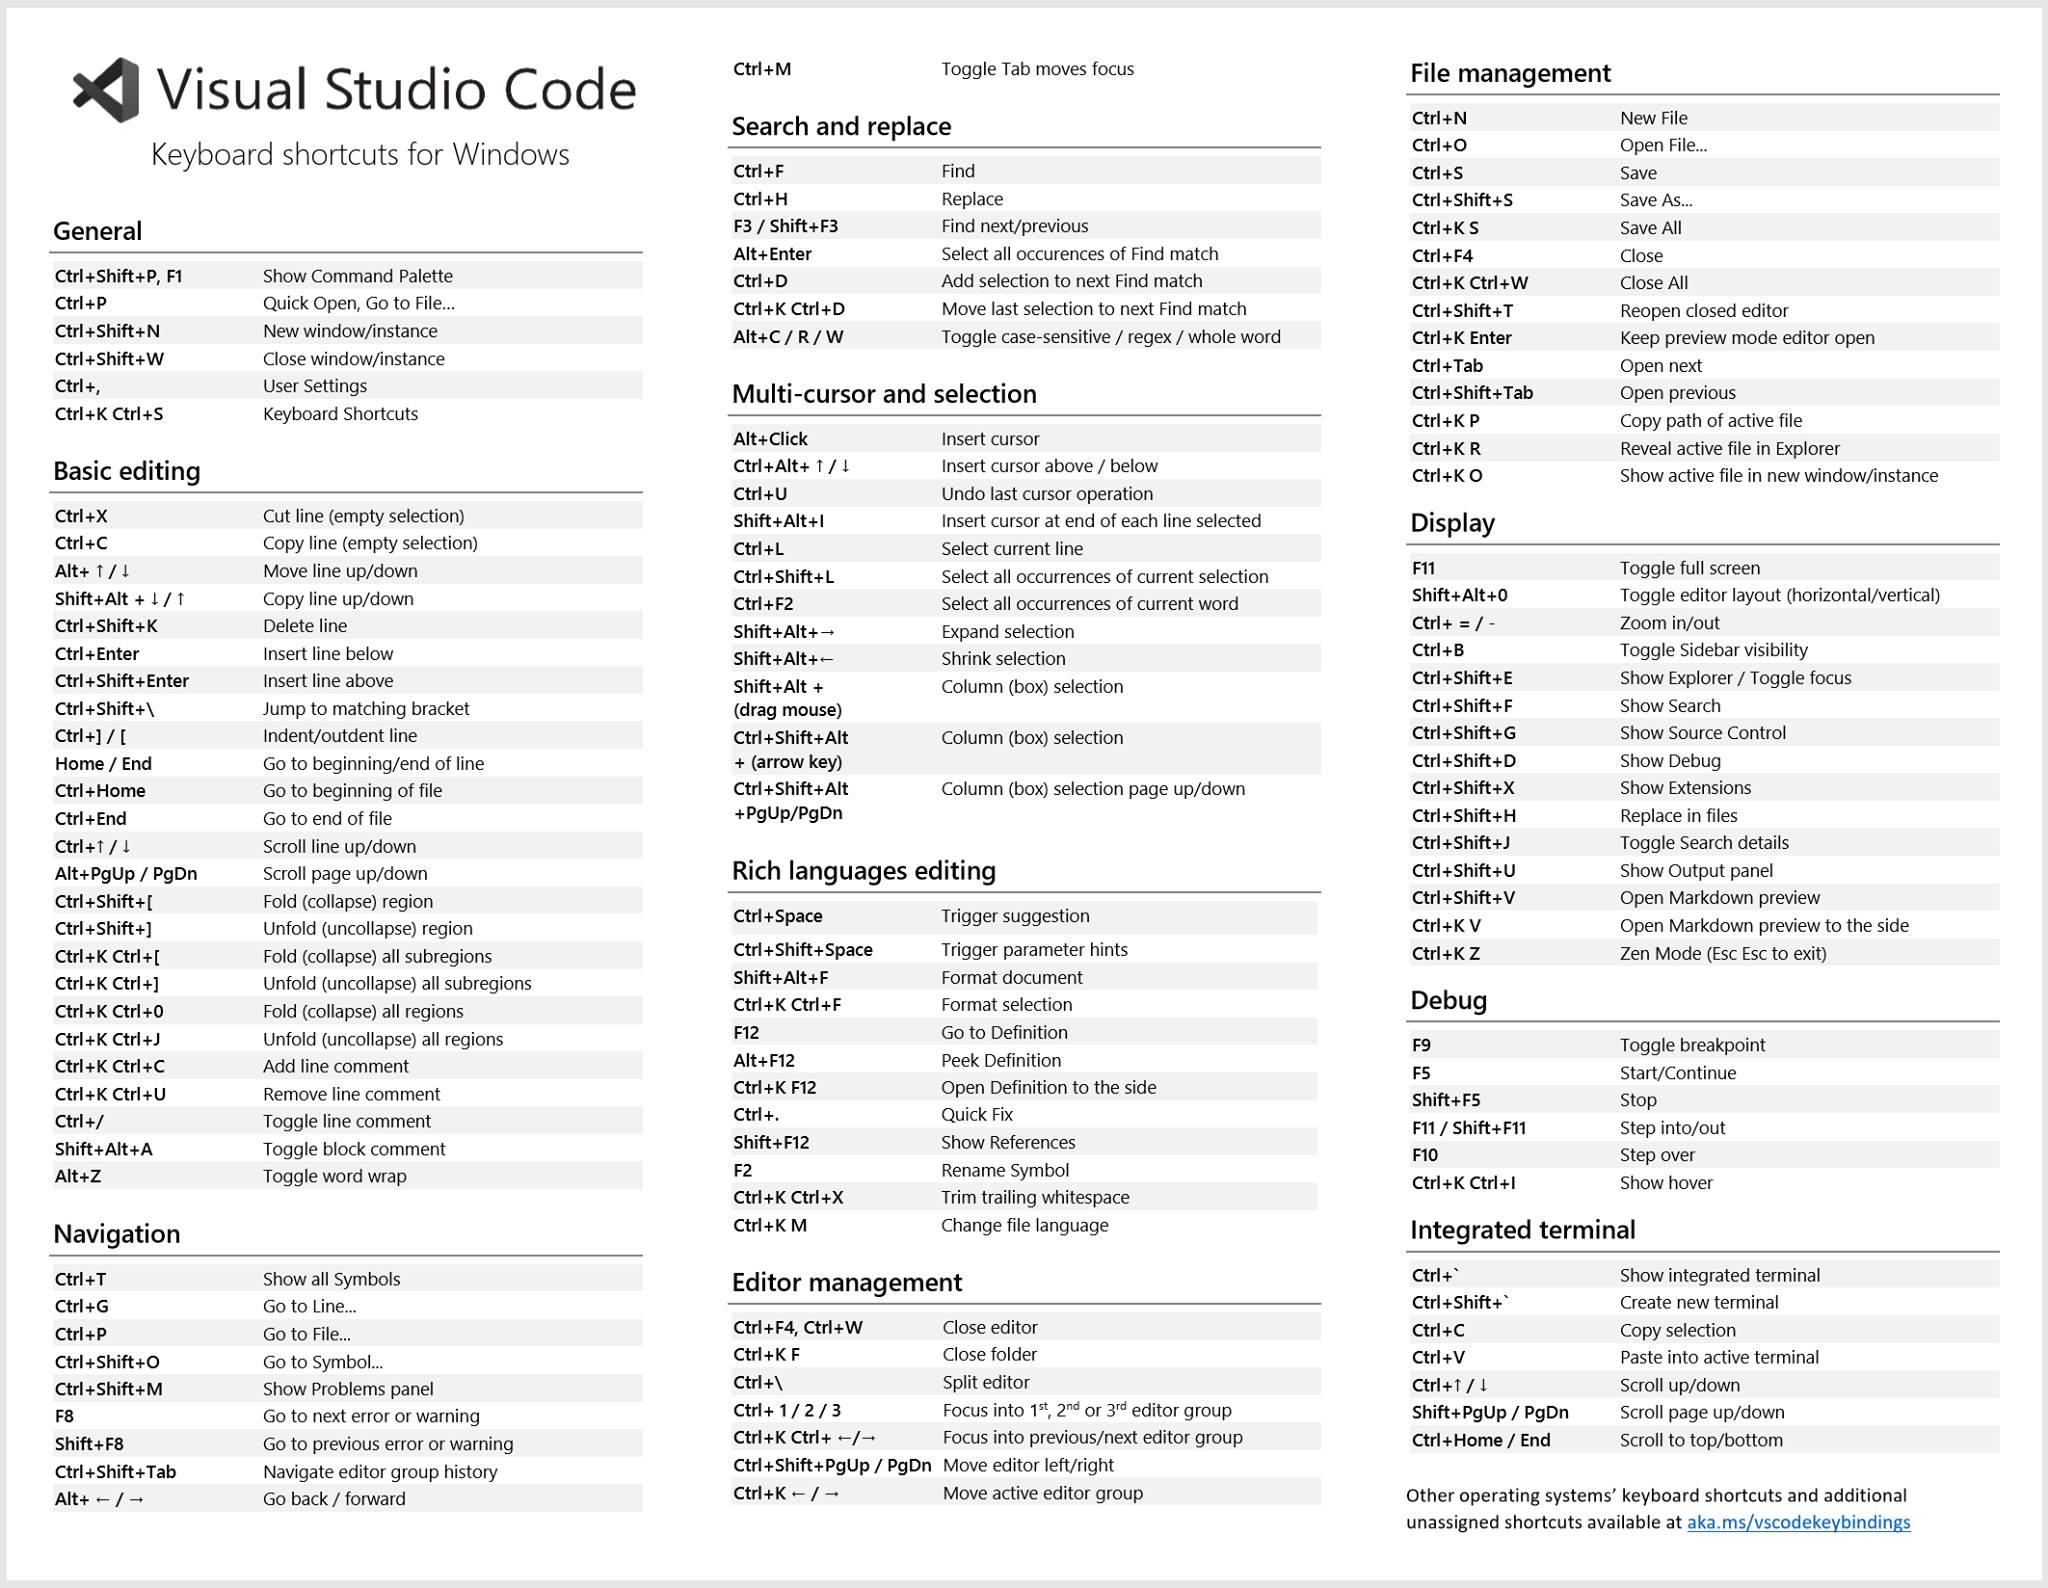 Visual Studio Code
Keyboard shortcuts for Windows
General
Ctrl+Shift+P, F1 Show Command Palette
Ctrl+P Quick Open, Go to File…
Ctrl+Shift+N New window/instance
Ctrl+Shift+W Close window/instance
Ctrl+, User Settings
Ctrl+K Ctrl+S Keyboard Shortcuts
Basic editing
Ctrl+X Cut line (empty selection)
Ctrl+C Copy line (empty selection)
Alt+ ↑ / ↓ Move line up/down
Shift+Alt + ↓ / ↑ Copy line up/down
Ctrl+Shift+K Delete line
Ctrl+Enter Insert line below
Ctrl+Shift+Enter Insert line above
Ctrl+Shift+\ Jump to matching bracket
Ctrl+] / [ Indent/outdent line
Home / End Go to beginning/end of line
Ctrl+Home Go to beginning of file
Ctrl+End Go to end of file
Ctrl+↑ / ↓ Scroll line up/down
Alt+PgUp / PgDn Scroll page up/down
Ctrl+Shift+[ Fold (collapse) region
Ctrl+Shift+] Unfold (uncollapse) region
Ctrl+K Ctrl+[ Fold (collapse) all subregions
Ctrl+K Ctrl+] Unfold (uncollapse) all subregions
Ctrl+K Ctrl+0 Fold (collapse) all regions
Ctrl+K Ctrl+J Unfold (uncollapse) all regions
Ctrl+K Ctrl+C Add line comment
Ctrl+K Ctrl+U Remove line comment
Ctrl+/ Toggle line comment
Shift+Alt+A Toggle block comment
Alt+Z Toggle word wrap
Navigation
Ctrl+T Show all Symbols
Ctrl+G Go to Line...
Ctrl+P Go to File...
Ctrl+Shift+O Go to Symbol...
Ctrl+Shift+M Show Problems panel
F8 Go to next error or warning
Shift+F8 Go to previous error or warning
Ctrl+Shift+Tab Navigate editor group history
Alt+ ← / → Go back / forward
Ctrl+M Toggle Tab moves focus
Search and replace
Ctrl+F Find
Ctrl+H Replace
F3 / Shift+F3 Find next/previous
Alt+Enter Select all occurences of Find match
Ctrl+D Add selection to next Find match
Ctrl+K Ctrl+D Move last selection to next Find match
Alt+C / R / W Toggle case-sensitive / regex / whole word
Multi-cursor and selection
Alt+Click Insert cursor
Ctrl+Alt+ ↑ / ↓ Insert cursor above / below
Ctrl+U Undo last cursor operation
Shift+Alt+I Insert cursor at end of each line selected
Ctrl+L Select current line
Ctrl+Shift+L Select all occurrences of current selection
Ctrl+F2 Select all occurrences of current word
Shift+Alt+→ Expand selection
Shift+Alt+← Shrink selection
Shift+Alt + Column (box) selection
(drag mouse)
Ctrl+Shift+Alt Column (box) selection
+ (arrow key)
Ctrl+Shift+Alt Column (box) selection page up/down
+PgUp/PgDn
Rich languages editing
Ctrl+Space Trigger suggestion
Ctrl+Shift+Space Trigger parameter hints
Shift+Alt+F Format document
Ctrl+K Ctrl+F Format selection
F12 Go to Definition
Alt+F12 Peek Definition
Ctrl+K F12 Open Definition to the side
Ctrl+. Quick Fix
Shift+F12 Show References
F2 Rename Symbol
Ctrl+K Ctrl+X Trim trailing whitespace
Ctrl+K M Change file language
Editor management
Ctrl+F4, Ctrl+W Close editor
Ctrl+K F Close folder
Ctrl+\ Split editor
Ctrl+ 1 / 2 / 3 Focus into 1st, 2nd or 3rd editor group
Ctrl+K Ctrl+ ←/→ Focus into previous/next editor group
Ctrl+Shift+PgUp / PgDn Move editor left/right
Ctrl+K ← / → Move active editor group
File management
Ctrl+N New File
Ctrl+O Open File...
Ctrl+S Save
Ctrl+Shift+S Save As...
Ctrl+K S Save All
Ctrl+F4 Close
Ctrl+K Ctrl+W Close All
Ctrl+Shift+T Reopen closed editor
Ctrl+K Enter Keep preview mode editor open
Ctrl+Tab Open next
Ctrl+Shift+Tab Open previous
Ctrl+K P Copy path of active file
Ctrl+K R Reveal active file in Explorer
Ctrl+K O Show active file in new window/instance
Display
F11 Toggle full screen
Shift+Alt+0 Toggle editor layout (horizontal/vertical)
Ctrl+ = / - Zoom in/out
Ctrl+B Toggle Sidebar visibility
Ctrl+Shift+E Show Explorer / Toggle focus
Ctrl+Shift+F Show Search
Ctrl+Shift+G Show Source Control
Ctrl+Shift+D Show Debug
Ctrl+Shift+X Show Extensions
Ctrl+Shift+H Replace in files
Ctrl+Shift+J Toggle Search details
Ctrl+Shift+U Show Output panel
Ctrl+Shift+V Open Markdown preview
Ctrl+K V Open Markdown preview to the side
Ctrl+K Z Zen Mode (Esc Esc to exit)
Debug
F9 Toggle breakpoint
F5 Start/Continue
Shift+F5 Stop
F11 / Shift+F11 Step into/out
F10 Step over
Ctrl+K Ctrl+I Show hover
Integrated terminal
Ctrl+` Show integrated terminal
Ctrl+Shift+` Create new terminal
Ctrl+C Copy selection
Ctrl+V Paste into active terminal
Ctrl+↑ / ↓ Scroll up/down
Shift+PgUp / PgDn Scroll page up/down
Ctrl+Home / End Scroll to top/bottom
Other operating systems’ keyboard shortcuts and additional
unassigned shortcuts available at aka.ms/vscodekeybindings